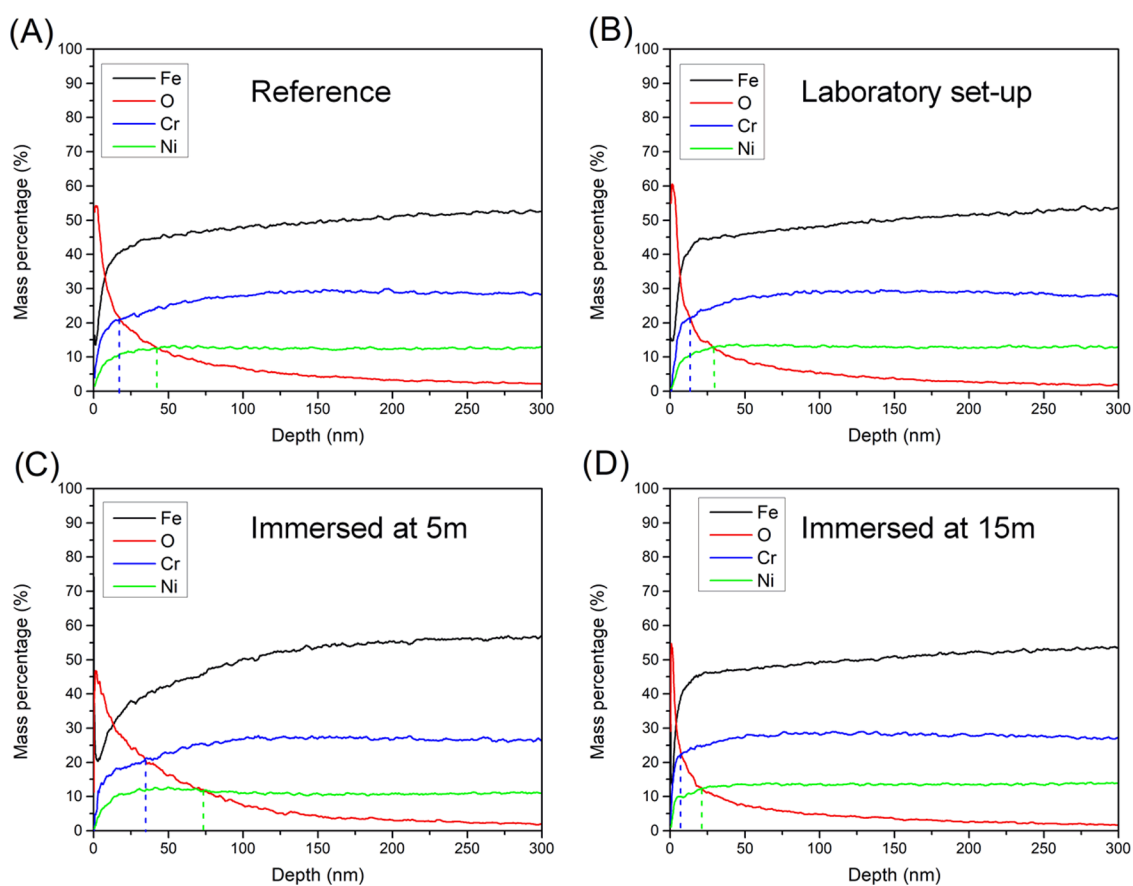 (A)
Reference
Fe
O
Cr
Ni
Mass percentage (%)
100
90
80
70
60
50
40
30
20
10
0
0 50 100 150 200 250 300
Depth (nm)
(B)
Laboratory set-up
Fe
O
Cr
Ni
Mass percentage (%)
100
90
80
70
60
50
40
30
20
10
0
0 50 100 150 200 250 300
Depth (nm)
(C)
Immersed at 5m
Fe
O
Cr
Ni
Mass percentage (%)
100
90
80
70
60
50
40
30
20
10
0
0 50 100 150 200 250 300
Depth (nm)
(D)
Immersed at 15m
Fe
O
Cr
Ni
Mass percentage (%)
100
90
80
70
60
50
40
30
20
10
0
0 50 100 150 200 250 300
Depth (nm)